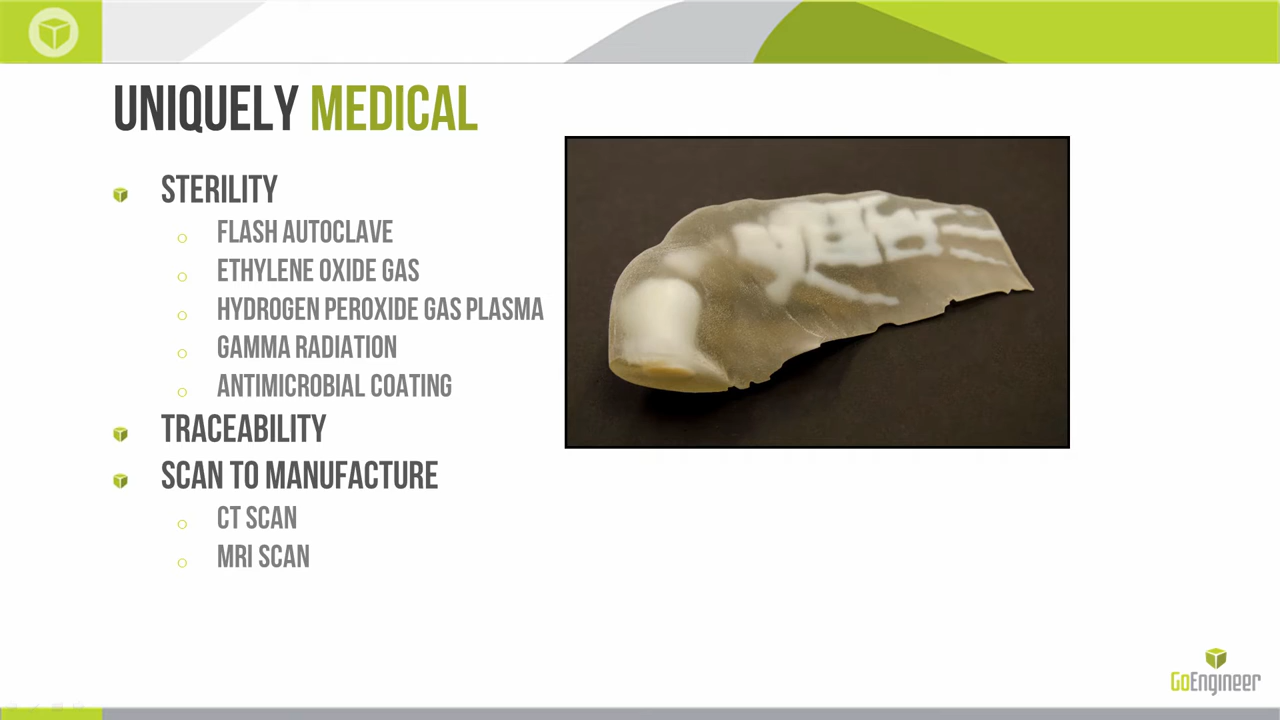 UNIQUELY MEDICAL
STERILITY
FLASH AUTOCLAVE
ETHYLENE OXIDE GAS
HYDROGEN PEROXIDE GAS PLASMA
GAMMA RADIATION
ANTIMICROBIAL COATING
TRACEABILITY
SCAN TO MANUFACTURE
CT SCAN
MRI SCAN
GoEngineer